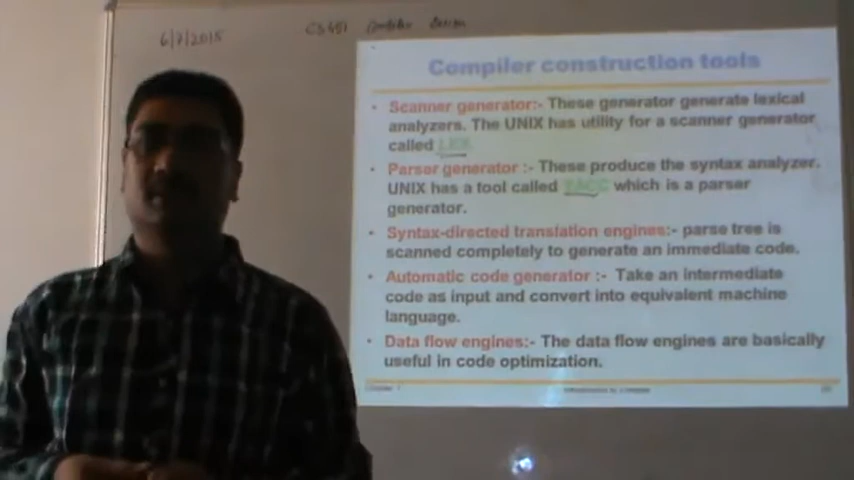 6/7/2015
Compiler construction tools
• Scanner generator:- These generator generate lexical
analyzers. The UNIX has utility for a scanner generator
called LEX
• Parser generator :- These produce the syntax analyzer.
UNIX has a tool called YACC which is a parser
generator.
• Syntax-directed translation engines:- parse tree is
scanned completely to generate an immediate code.
• Automatic code generator :- Take an intermediate
code as input and convert into equivalent machine
language.
• Data flow engines:- The data flow engines are basically
useful in code optimization.